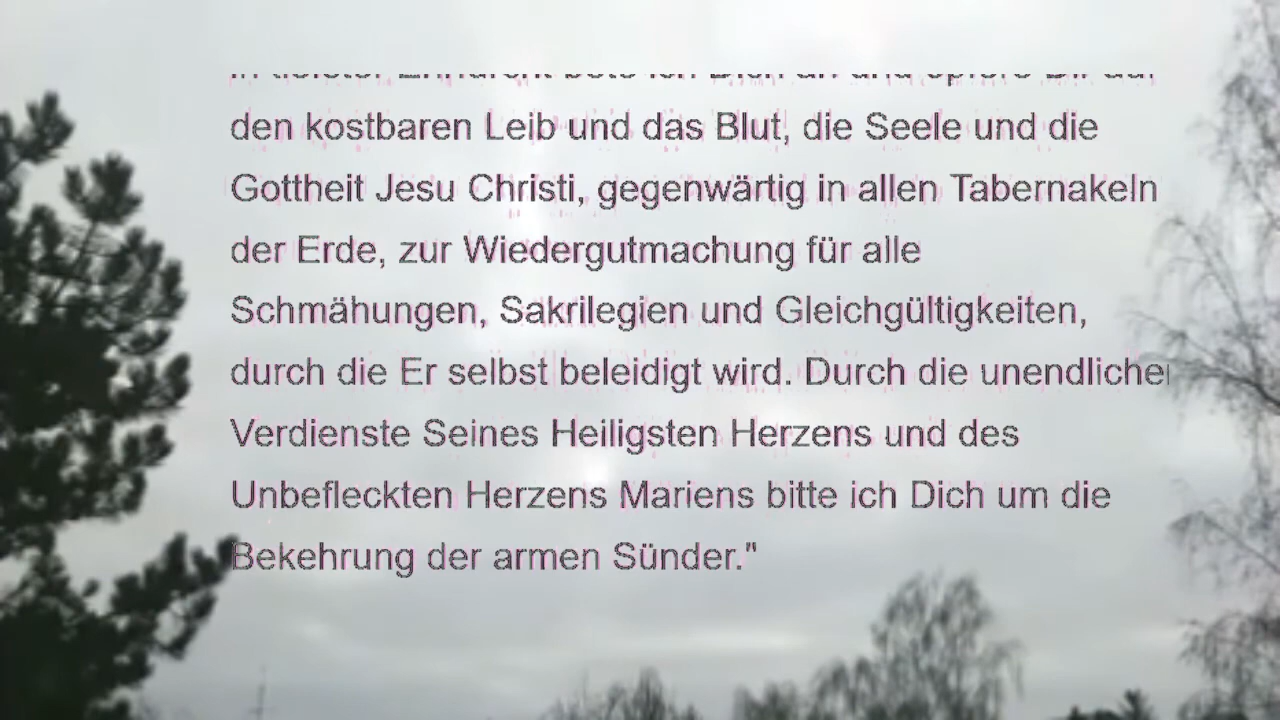 den kostbaren Leib und das Blut, die Seele und die
Gottheit Jesu Christi, gegenwärtig in allen Tabernakeln
der Erde, zur Wiedergutmachung für alle
Schmähungen, Sakrilegien und Gleichgültigkeiten,
durch die Er selbst beleidigt wird. Durch die unendlichen
Verdienste Seines Heiligsten Herzens und des
Unbefleckten Herzens Mariens bitte ich Dich um die
Bekehrung der armen Sünder."